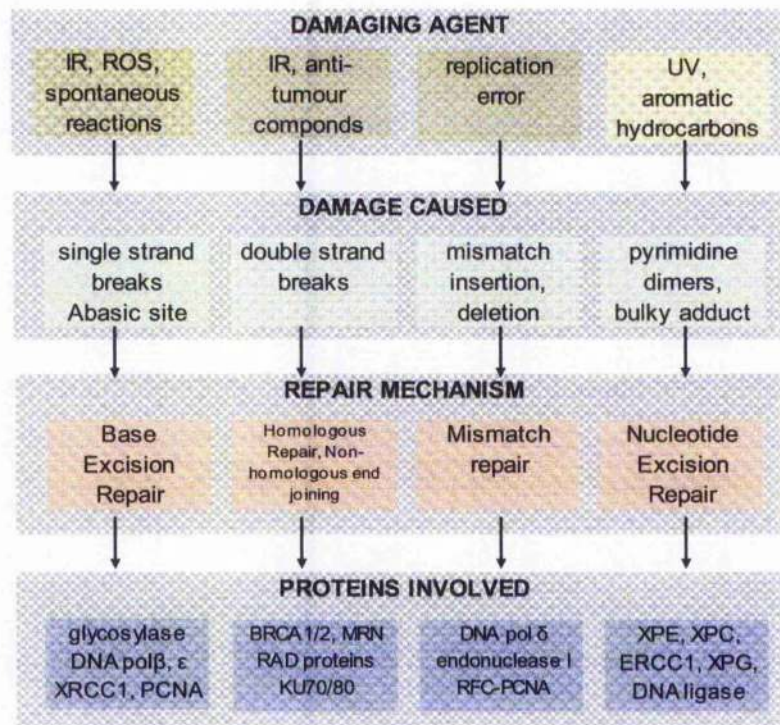 DAMAGING AGENT
IR, ROS,
spontaneous
reactions
IR, anti-
tumour
componds
replication
error
UV,
aromatic
hydrocarbons
DAMAGE CAUSED
single strand
breaks
Abasic site
double strand
breaks
mismatch
insertion,
deletion
pyrimidine
dimers,
bulky adduct
REPAIR MECHANISM
Base
Excision
Repair
Homologous
Repair, Non-
homologous end
joining
Mismatch
repair
Nucleotide
Excision
Repair
PROTEINS INVOLVED
glycosylase
DNA polβ, ε
XRCC1, PCNA
BRCA1/2, MRN
RAD proteins
KU70/80
DNA pol δ
endonuclease I
RFC-PCNA
XPE, XPC,
ERCC1, XPG,
DNA ligase